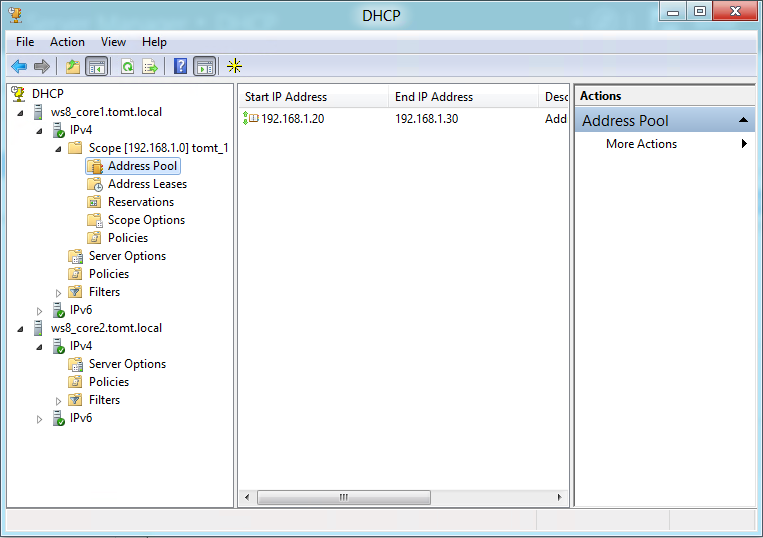 DHCP
File Action View Help
DHCP
ws8_core1.tomt.local
IPv4
Scope [192.168.1.0] tomt_1
Address Pool
Address Leases
Reservations
Scope Options
Policies
Server Options
Policies
Filters
IPv6
ws8_core2.tomt.local
IPv4
Server Options
Policies
Filters
IPv6
Start IP Address End IP Address Desc
192.168.1.20 192.168.1.30 Add
Actions
Address Pool
More Actions